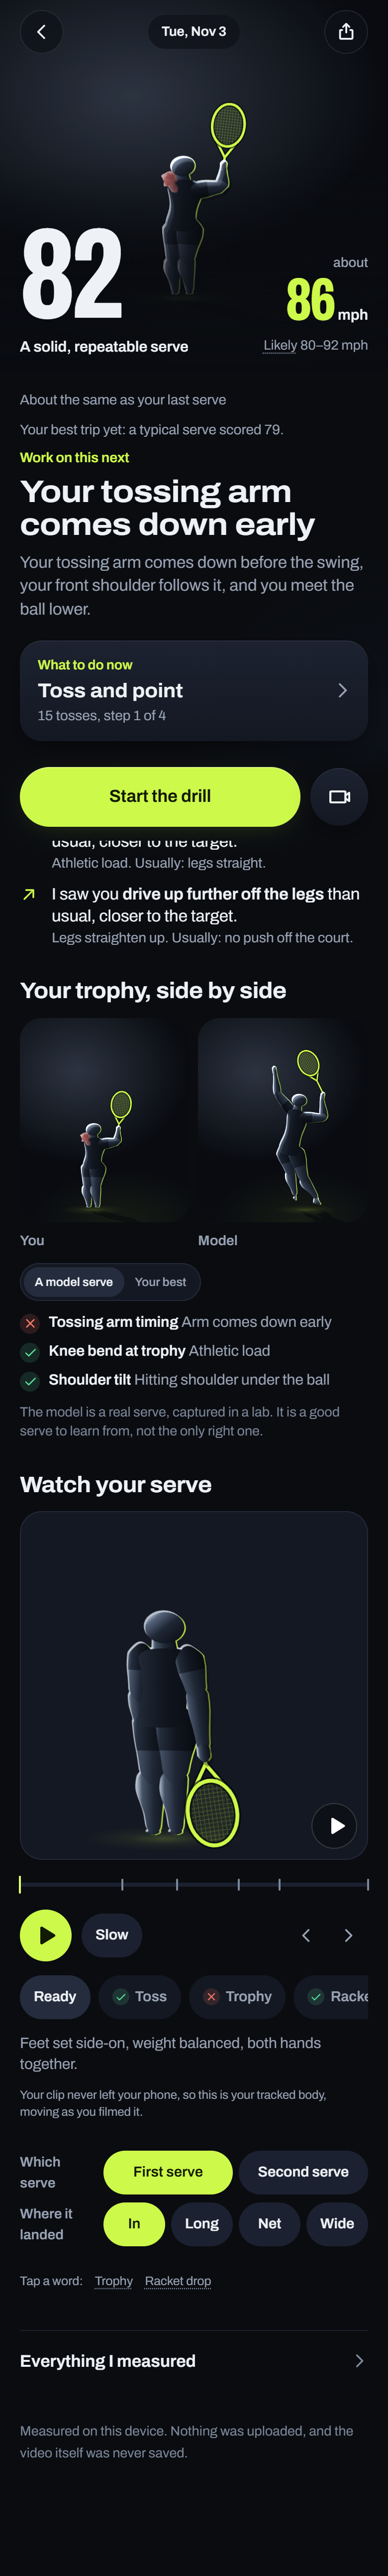 Tue, Nov 3
82
about
86 mph
A solid, repeatable serve
Likely 80–92 mph
About the same as your last serve
Your best trip yet: a typical serve scored 79.
Work on this next
Your tossing arm
comes down early
Your tossing arm comes down before the swing,
your front shoulder follows it, and you meet the
ball lower.
What to do now
Toss and point
15 tosses, step 1 of 4
Start the drill
usual, closer to the target.
Athletic load. Usually: legs straight.
I saw you drive up further off the legs than
usual, closer to the target.
Legs straighten up. Usually: no push off the court.
Your trophy, side by side
You
Model
A model serve
Your best
Tossing arm timing Arm comes down early
Knee bend at trophy Athletic load
Shoulder tilt Hitting shoulder under the ball
The model is a real serve, captured in a lab. It is a good
serve to learn from, not the only right one.
Watch your serve
Slow
Ready
Toss
Trophy
Racke
Feet set side-on, weight balanced, both hands
together.
Your clip never left your phone, so this is your tracked body,
moving as you filmed it.
Which
serve
First serve
Second serve
Where it
landed
In
Long
Net
Wide
Tap a word: Trophy Racket drop
Everything I measured
Measured on this device. Nothing was uploaded, and the
video itself was never saved.